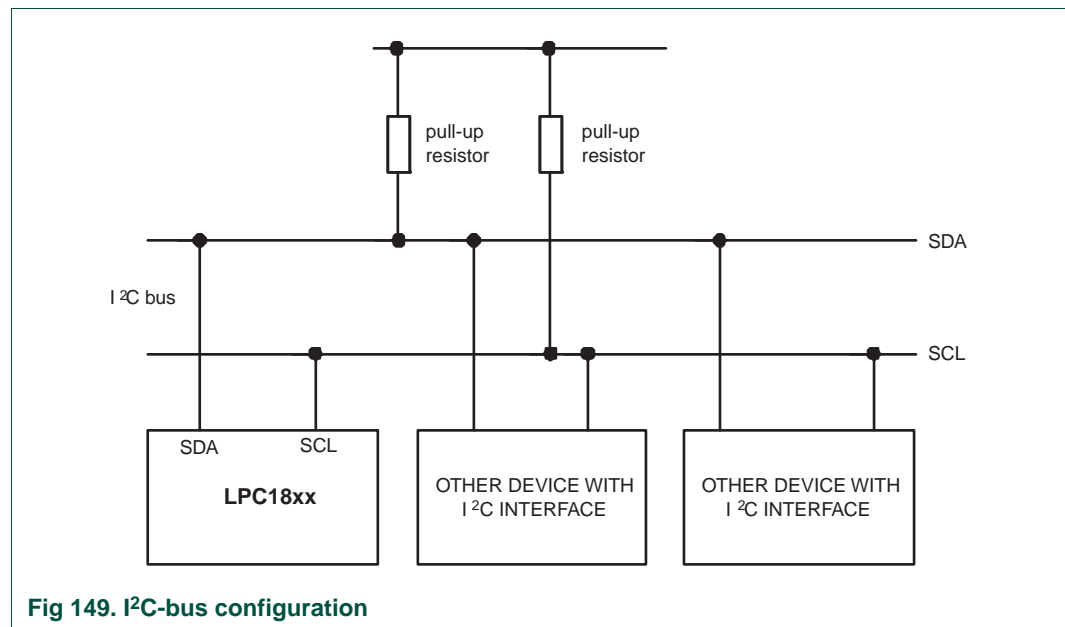 pull-up
resistor
pull-up
resistor
SDA
I ²C bus
SCL
SDA
SCL
LPC18xx
OTHER DEVICE WITH
I ²C INTERFACE
OTHER DEVICE WITH
I ²C INTERFACE
Fig 149. I²C-bus configuration